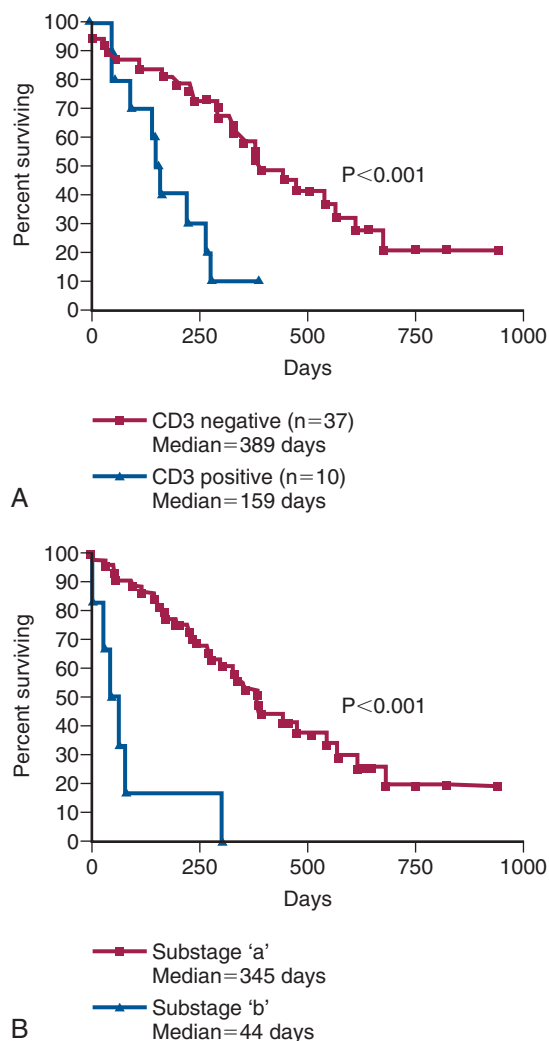 100
90
80
70
60
50
40
30
20
10
0
Percent surviving
P<0.001
0 250 500 750 1000
Days
CD3 negative (n=37)
Median=389 days
CD3 positive (n=10)
Median=159 days
A
100
90
80
70
60
50
40
30
20
10
0
Percent surviving
P<0.001
0 250 500 750 1000
Days
Substage ‘a’
Median=345 days
Substage ‘b’
Median=44 days
B